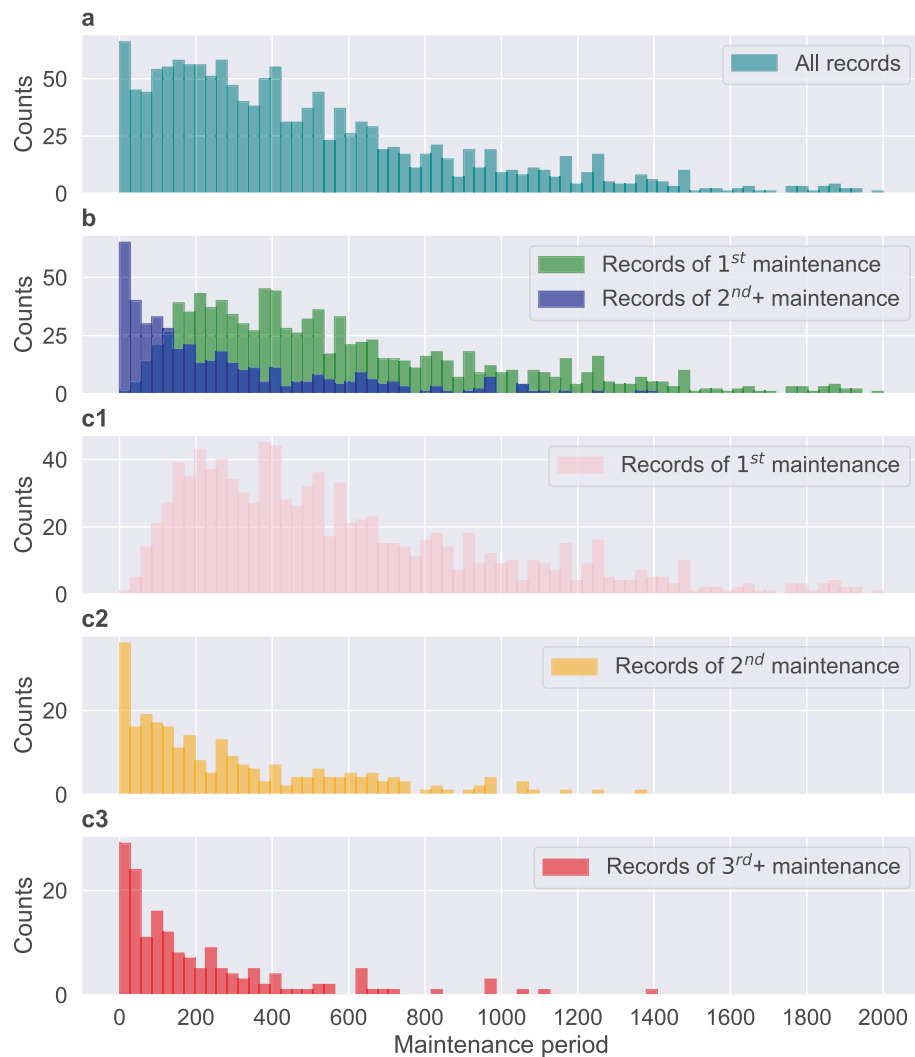 a
Counts
50
25
0
All records
b
Counts
50
25
0
Records of 1st maintenance
Records of 2nd+ maintenance
c1
Counts
40
20
0
Records of 1st maintenance
c2
Counts
20
0
Records of 2nd maintenance
c3
Counts
20
0
Records of 3rd+ maintenance
0 200 400 600 800 1000 1200 1400 1600 1800 2000
Maintenance period